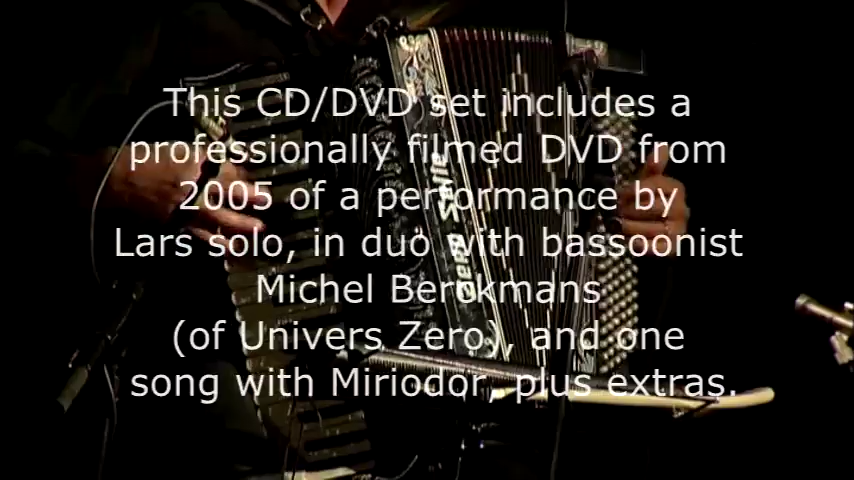 This CD/DVD set includes a
professionally filmed DVD from
2005 of a performance by
Lars solo, in duo with bassoonist
Michel Berckmans
(of Univers Zero), and one
song with Miriodor, plus extras.